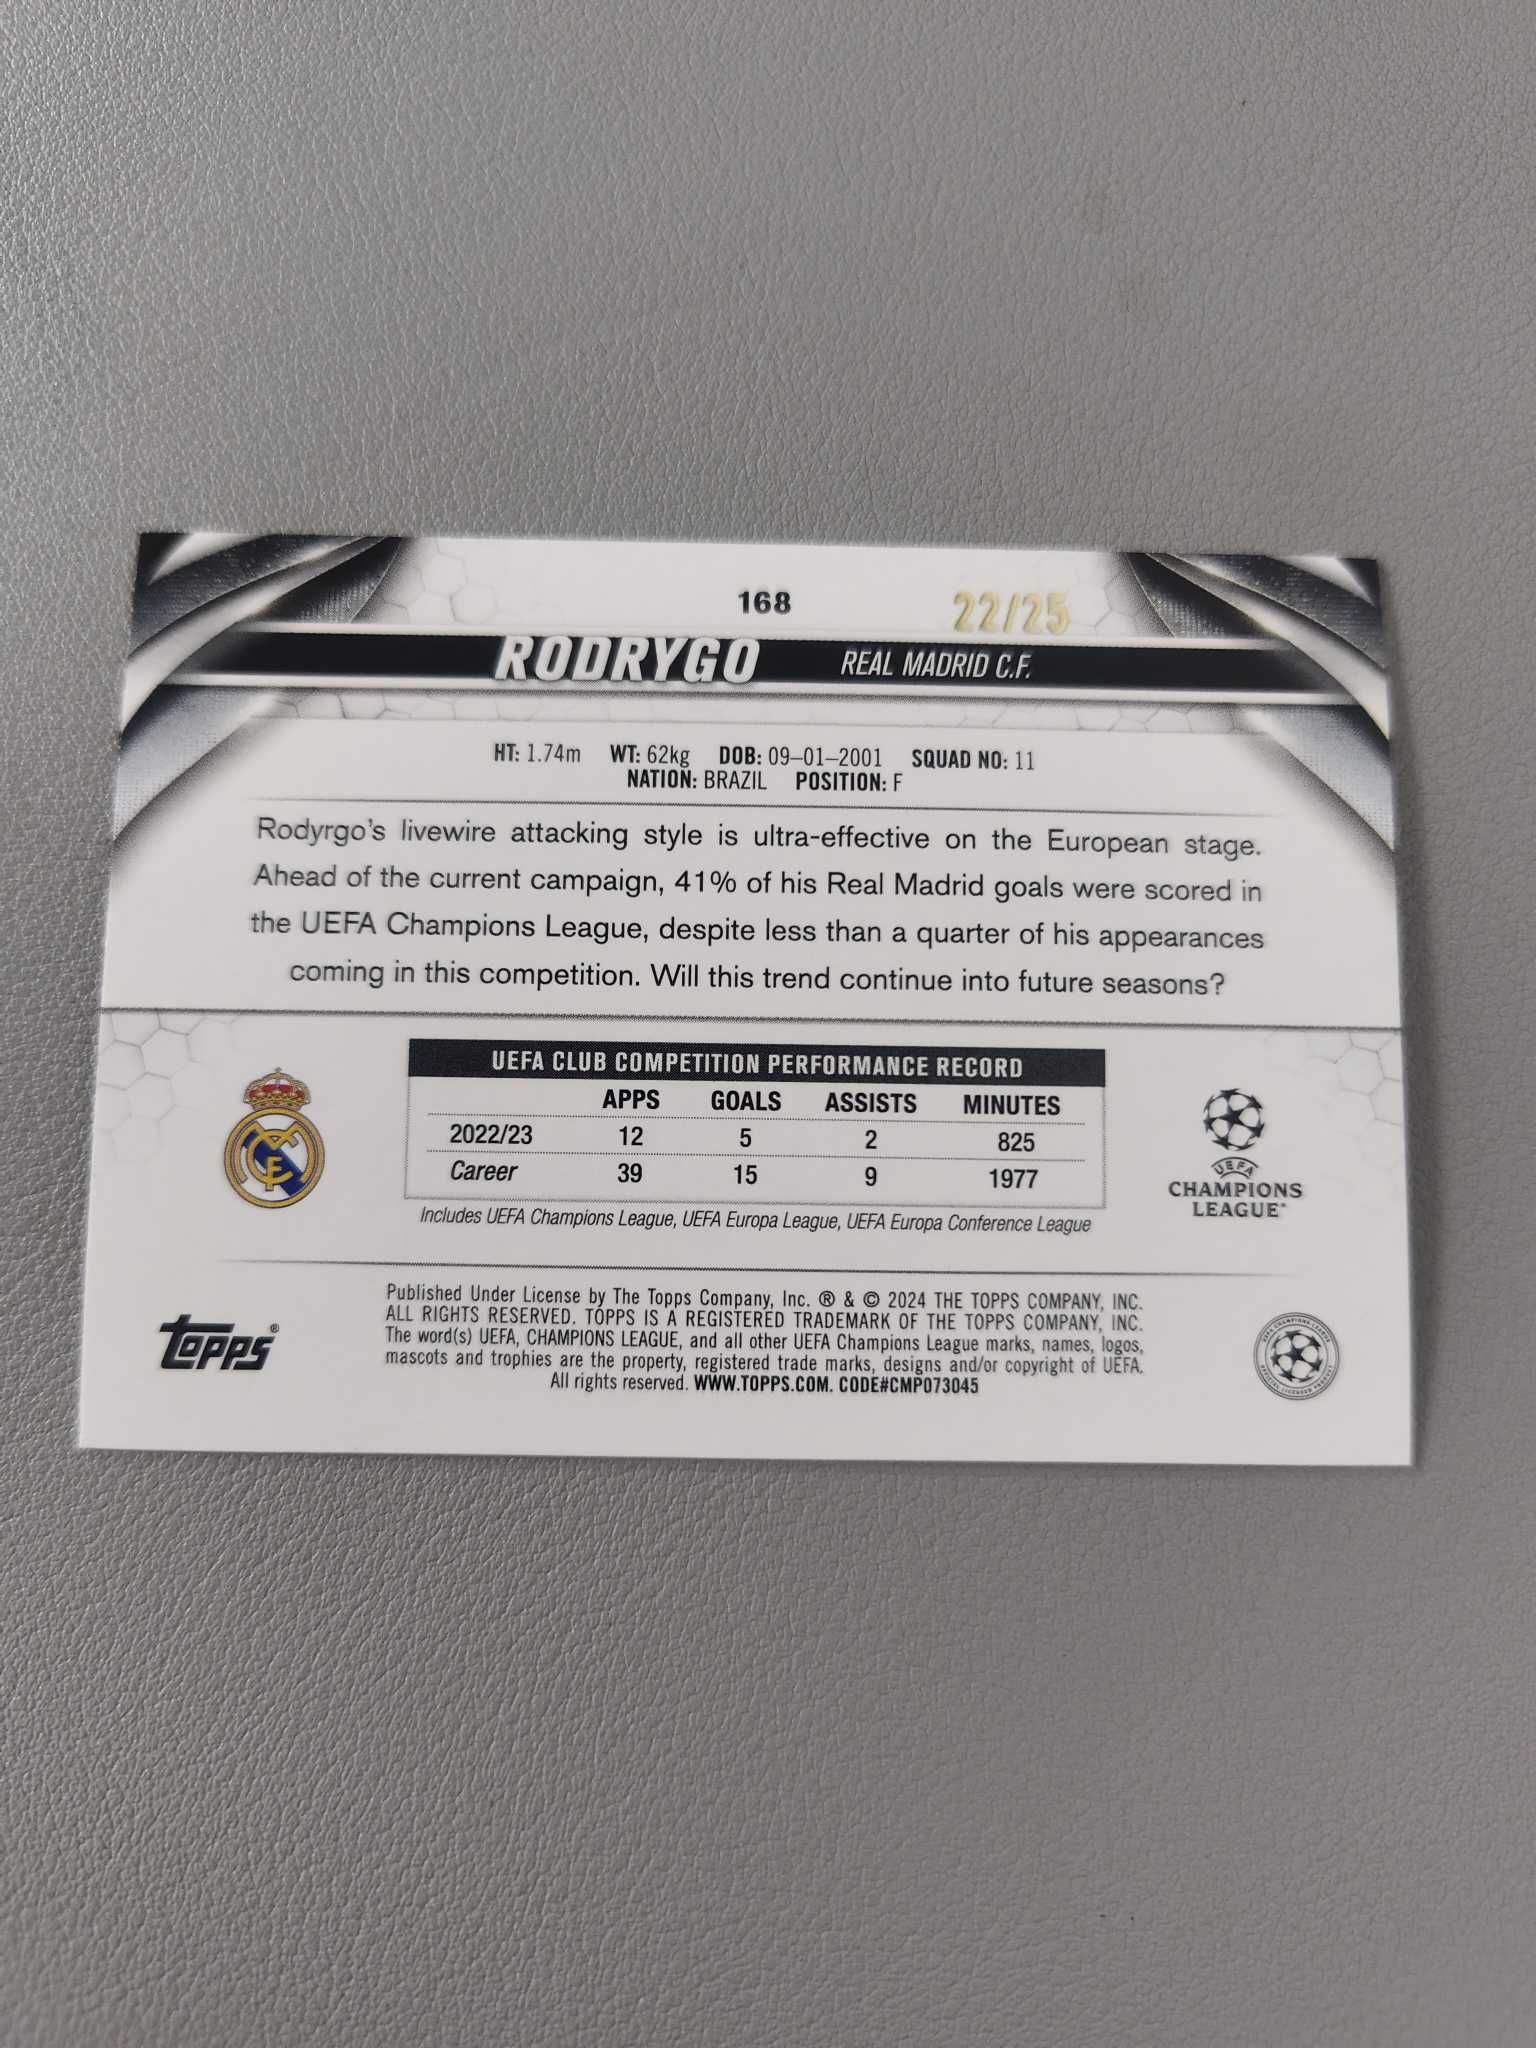 168 22/25
RODRYGO REAL MADRID C.F.
HT: 1.74m WT: 62kg DOB: 09–01–2001 SQUAD NO: 11
NATION: BRAZIL POSITION: F
Rodyrgo's livewire attacking style is ultra-effective on the European stage.
Ahead of the current campaign, 41% of his Real Madrid goals were scored in
the UEFA Champions League, despite less than a quarter of his appearances
coming in this competition. Will this trend continue into future seasons?
UEFA CLUB COMPETITION PERFORMANCE RECORD
APPS GOALS ASSISTS MINUTES
2022/23 12 5 2 825
Career 39 15 9 1977
Includes UEFA Champions League, UEFA Europa League, UEFA Europa Conference League
UEFA
CHAMPIONS
LEAGUE
Published Under License by The Topps Company, Inc. ® & © 2024 THE TOPPS COMPANY, INC.
ALL RIGHTS RESERVED. TOPPS IS A REGISTERED TRADEMARK OF THE TOPPS COMPANY, INC.
The word(s) UEFA, CHAMPIONS LEAGUE, and all other UEFA Champions League marks, names, logos,
mascots and trophies are the property, registered trade marks, designs and/or copyright of UEFA.
All rights reserved. WWW.TOPPS.COM. CODE#CMP073045
TOPPS®
UEFA CHAMPIONS LEAGUE
OFFICIAL LICENSED PRODUCT